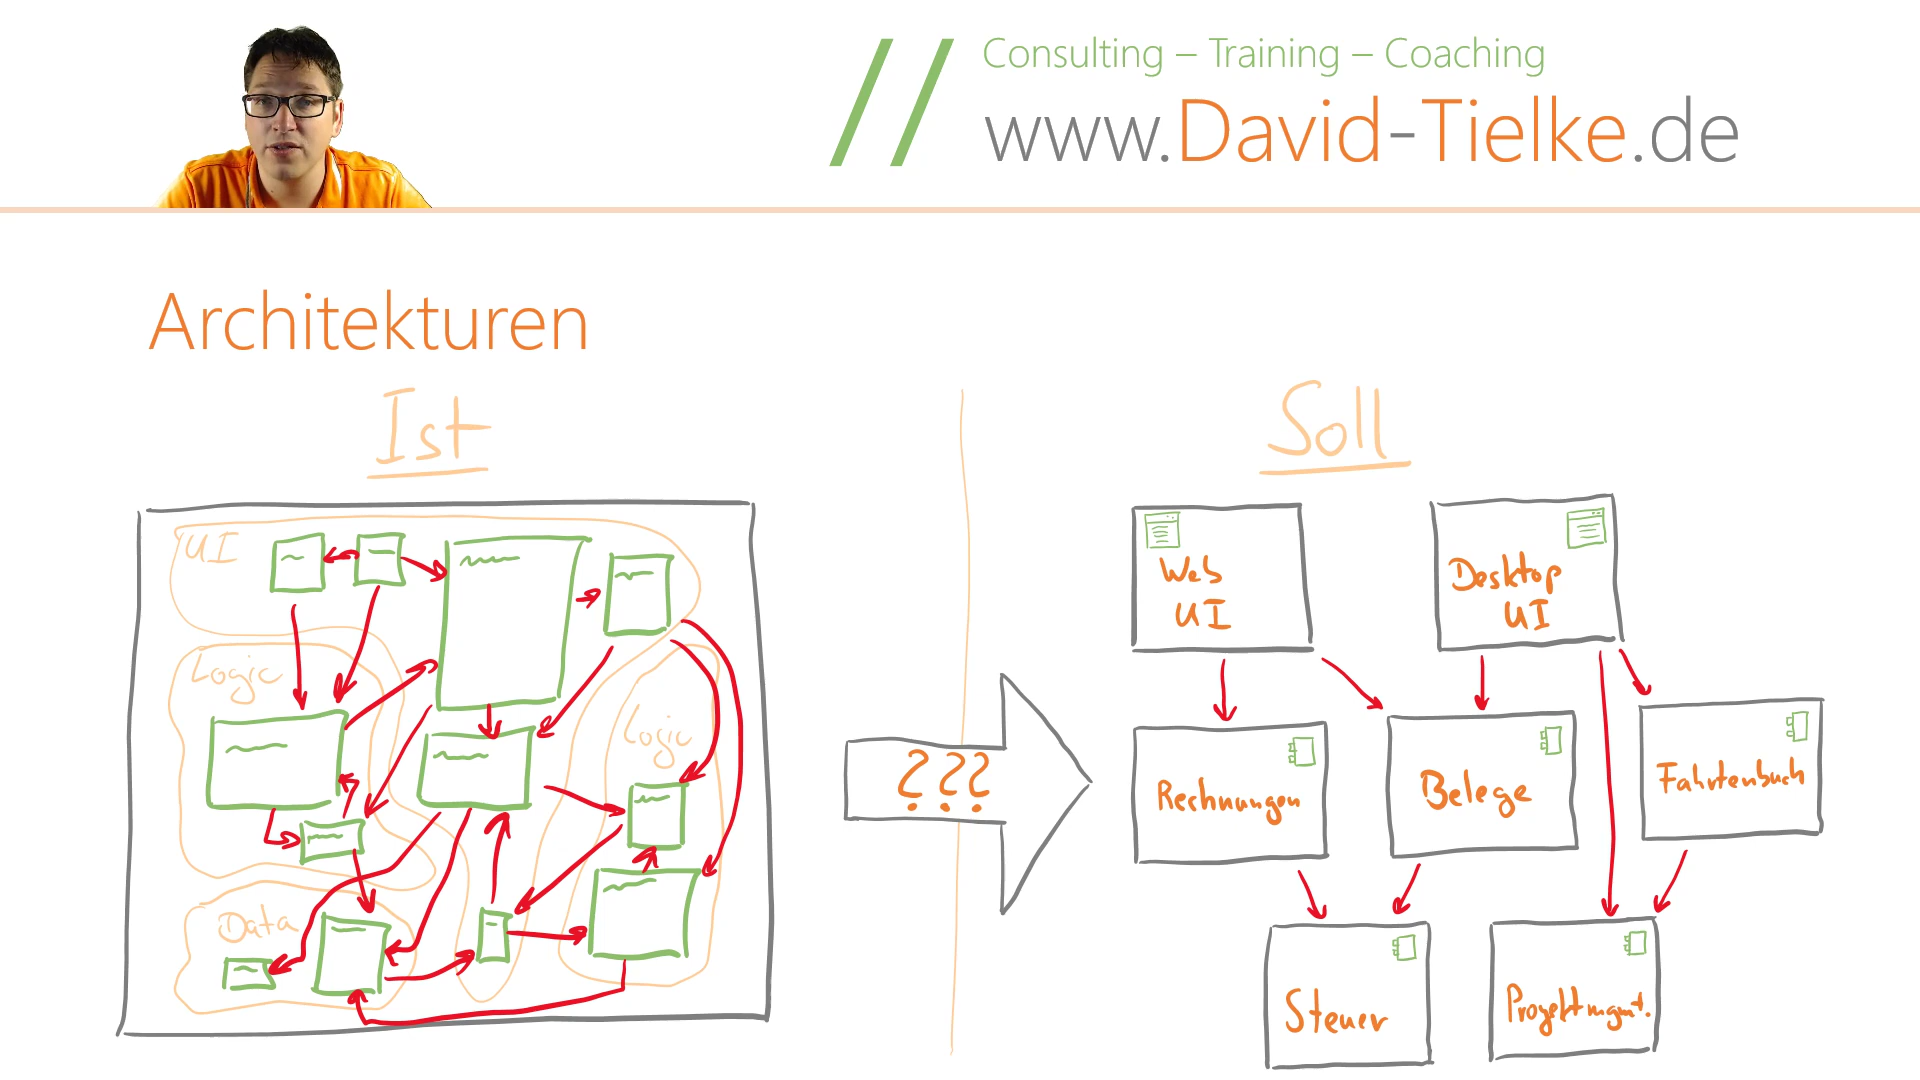 Consulting – Training – Coaching
www.David-Tielke.de
Architekturen
Ist
Soll
UI
Logic
Logic
Data
???
Web
UI
Desktop
UI
Rechnungen
Belege
Fahrtenbuch
Steuer
Projektmgmt.